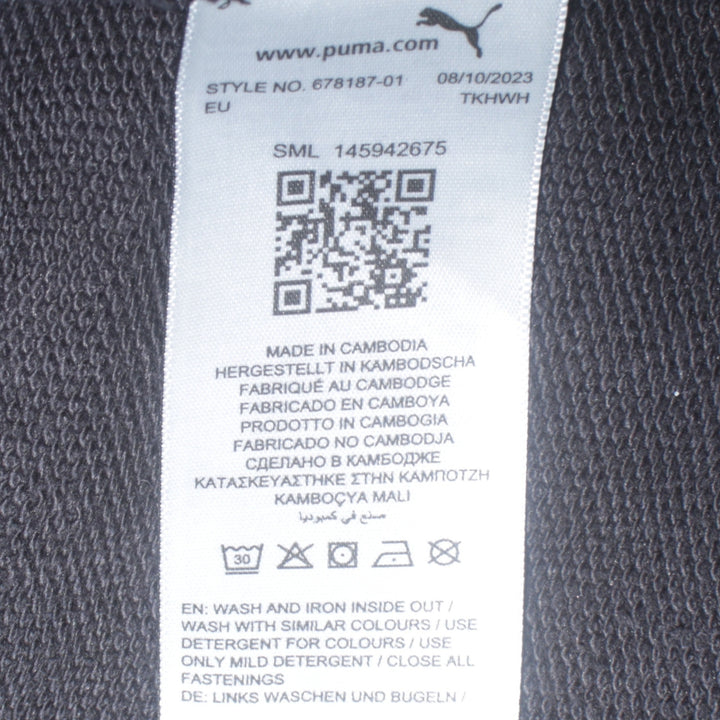 www.puma.com
STYLE NO. 678187-01 08/10/2023
EU TKHWH
SML 145942675
MADE IN CAMBODIA
HERGESTELLT IN KAMBODSCHA
FABRIQUÉ AU CAMBODGE
FABRICADO EN CAMBOYA
PRODOTTO IN CAMBOGIA
FABRICADO NO CAMBODJA
СДЕЛАНО В КАМБОДЖЕ
ΚΑΤΑΣΚΕΥΑΣΤΗΚΕ ΣΤΗΝ ΚΑΜΠΟΤΖΗ
KAMBOÇYA MALI
صنع في كمبوديا
30
EN: WASH AND IRON INSIDE OUT /
WASH WITH SIMILAR COLOURS / USE
DETERGENT FOR COLOURS / USE
ONLY MILD DETERGENT / CLOSE ALL
FASTENINGS
DE: LINKS WASCHEN UND BUGELN /